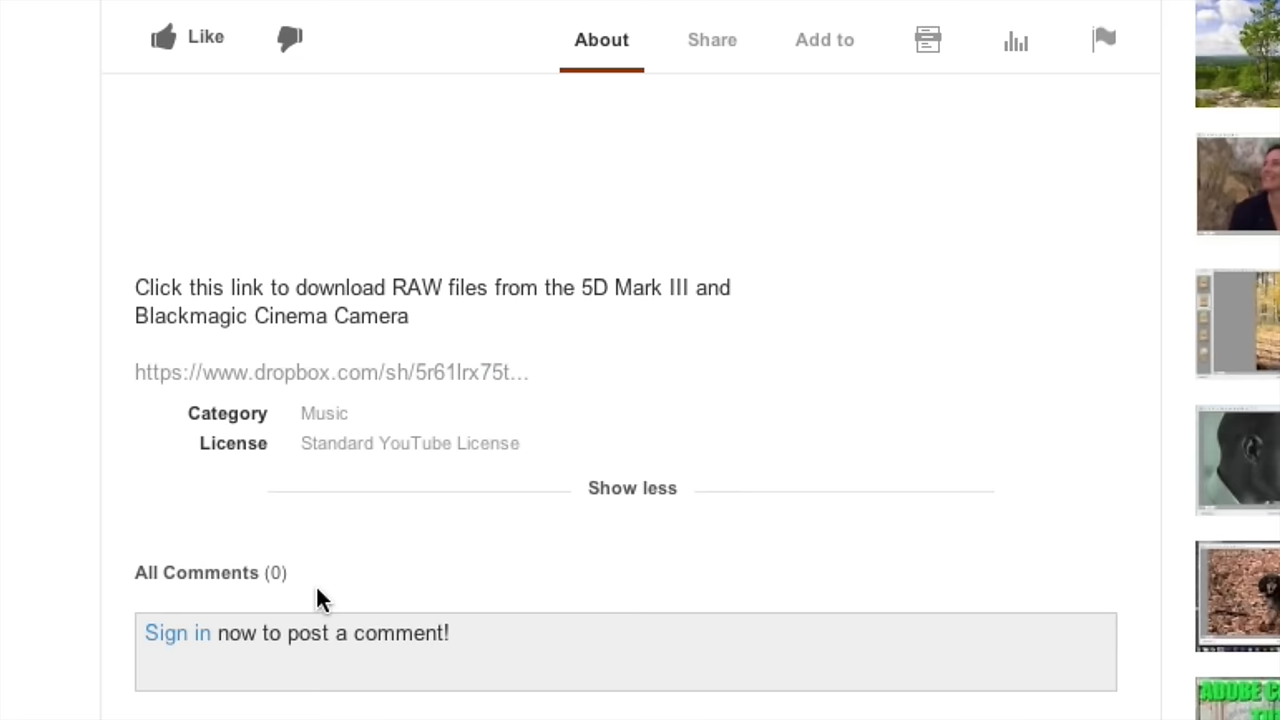 Like
About
Share
Add to
Click this link to download RAW files from the 5D Mark III and
Blackmagic Cinema Camera
https://www.dropbox.com/sh/5r61lrx75t...
Category Music
License Standard YouTube License
Show less
All Comments (0)
Sign in now to post a comment!
ADOBE C